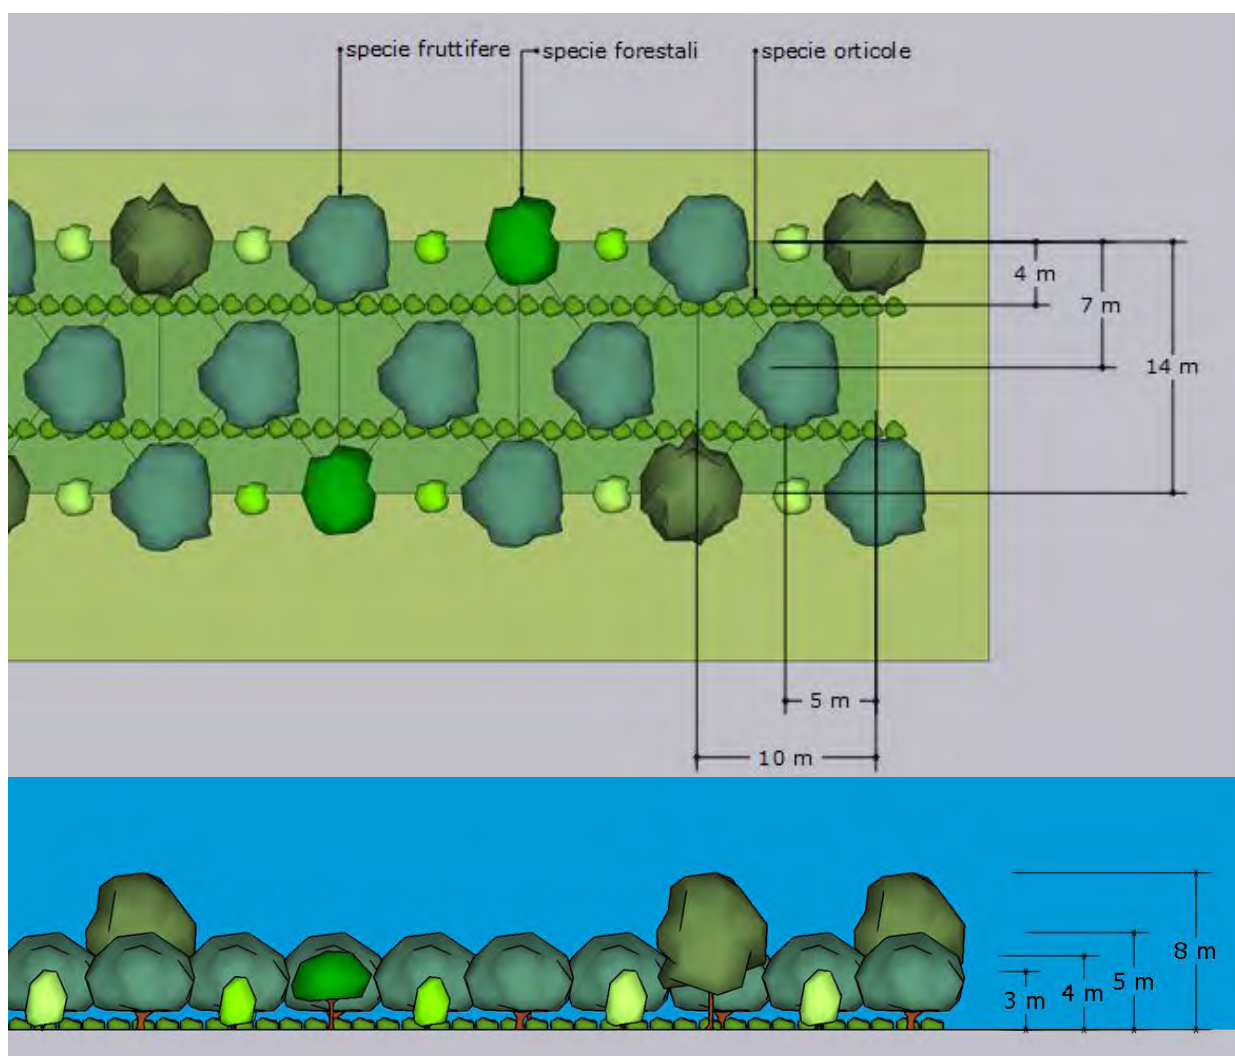 specie fruttifere
specie forestali
specie orticole
4 m
7 m
14 m
5 m
10 m
8 m
5 m
4 m
3 m